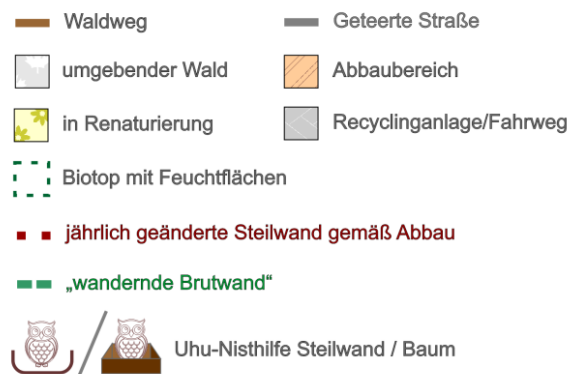 Waldweg
Geteerte Straße
umgebender Wald
Abbaubereich
in Renaturierung
Recyclinganlage/Fahrweg
Biotop mit Feuchtflächen
jährlich geänderte Steilwand gemäß Abbau
„wandernde Brutwand“
Uhu-Nisthilfe Steilwand / Baum